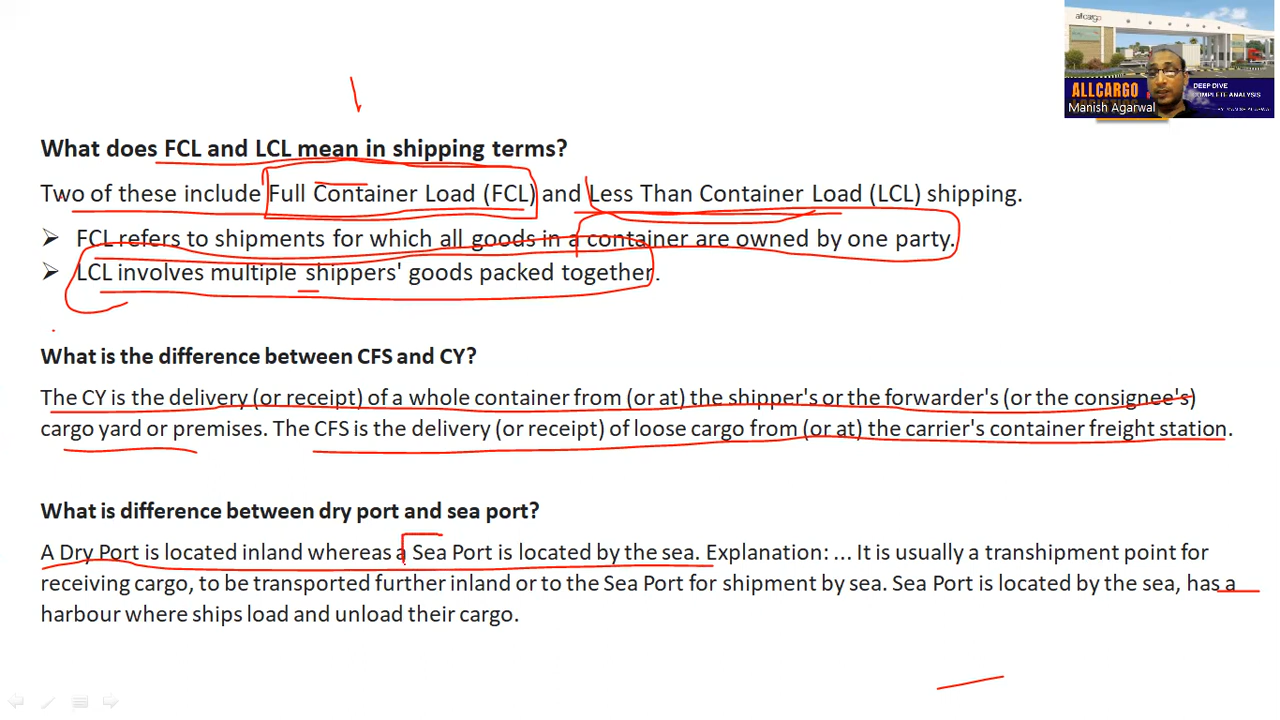 allcargo
ALLCARGO
DEEP DIVE
COMPLETE ANALYSIS
Manish Agarwal
What does FCL and LCL mean in shipping terms?
Two of these include Full Container Load (FCL) and Less Than Container Load (LCL) shipping.
➤ FCL refers to shipments for which all goods in a container are owned by one party.
➤ LCL involves multiple shippers' goods packed together.
What is the difference between CFS and CY?
The CY is the delivery (or receipt) of a whole container from (or at) the shipper's or the forwarder's (or the consignee's)
cargo yard or premises. The CFS is the delivery (or receipt) of loose cargo from (or at) the carrier's container freight station.
What is difference between dry port and sea port?
A Dry Port is located inland whereas a Sea Port is located by the sea. Explanation: ... It is usually a transhipment point for
receiving cargo, to be transported further inland or to the Sea Port for shipment by sea. Sea Port is located by the sea, has a
harbour where ships load and unload their cargo.